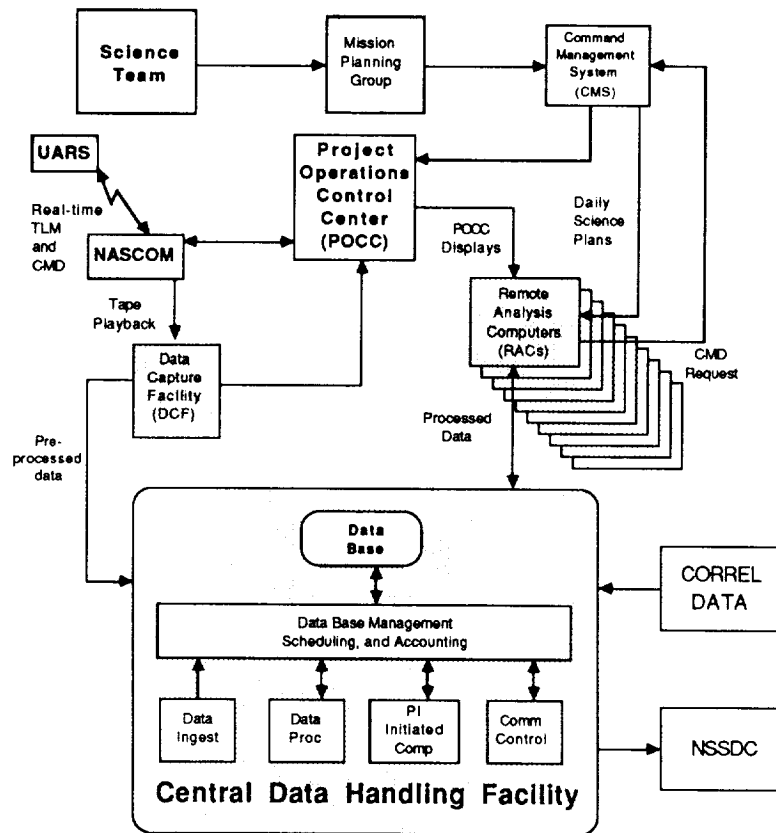 Science
Team
Mission
Planning
Group
Command
Management
System
(CMS)
UARS
Project
Operations
Control
Center
(POCC)
Real-time
TLM
and
CMD
NASCOM
POCC
Displays
Daily
Science
Plans
Tape
Playback
Remote
Analysis
Computers
(RACs)
Data
Capture
Facility
(DCF)
CMD
Request
Processed
Data
Pre-
processed
data
Data
Base
CORREL
DATA
Data Base Management
Scheduling, and Accounting
Data
Ingest
Data
Proc
PI
Initiated
Comp
Comm
Control
NSSDC
Central Data Handling Facility